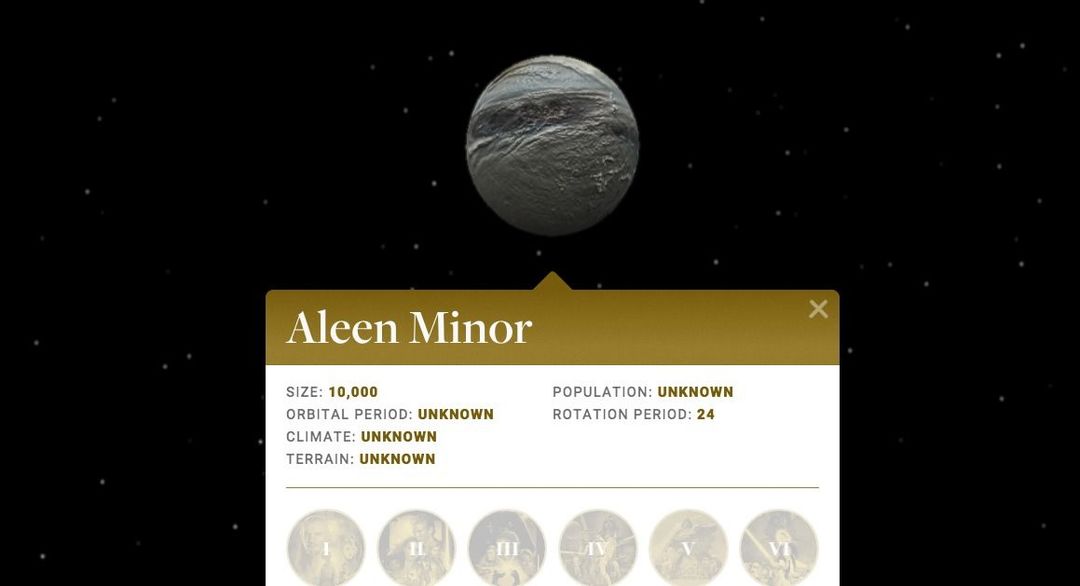 Aleen Minor
SIZE: 10,000
POPULATION: UNKNOWN
ORBITAL PERIOD: UNKNOWN
ROTATION PERIOD: 24
CLIMATE: UNKNOWN
TERRAIN: UNKNOWN
I II III IV V VI